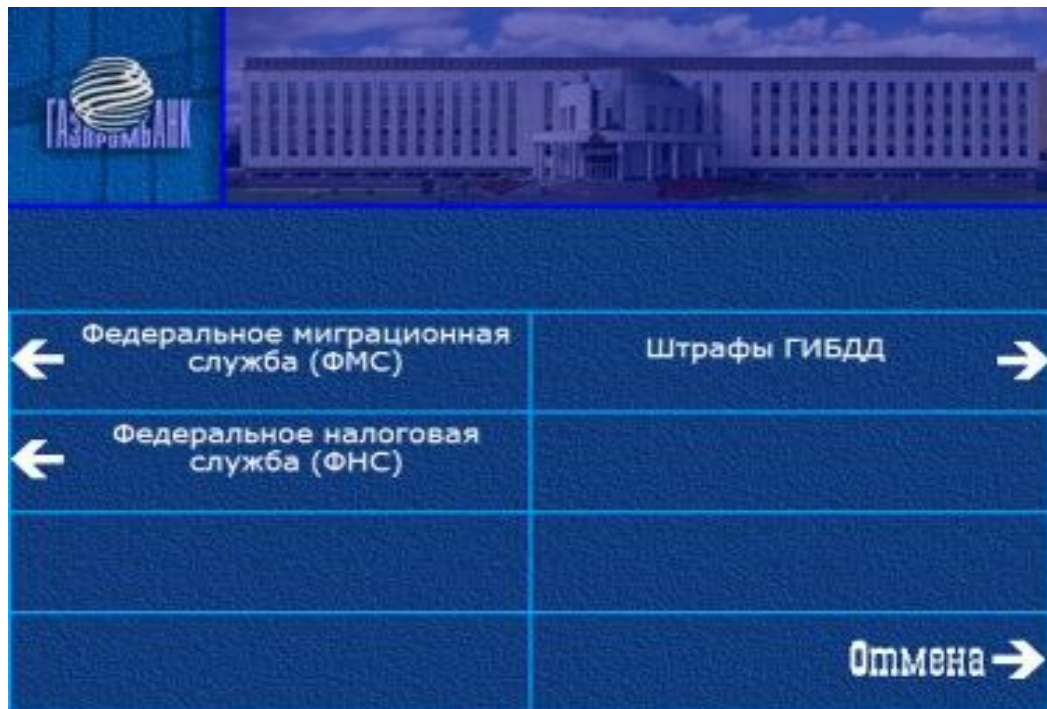 ГАЗПРОМБАНК
Федеральное миграционная
служба (ФМС)
Штрафы ГИБДД
Федеральное налоговая
служба (ФНС)
Отмена